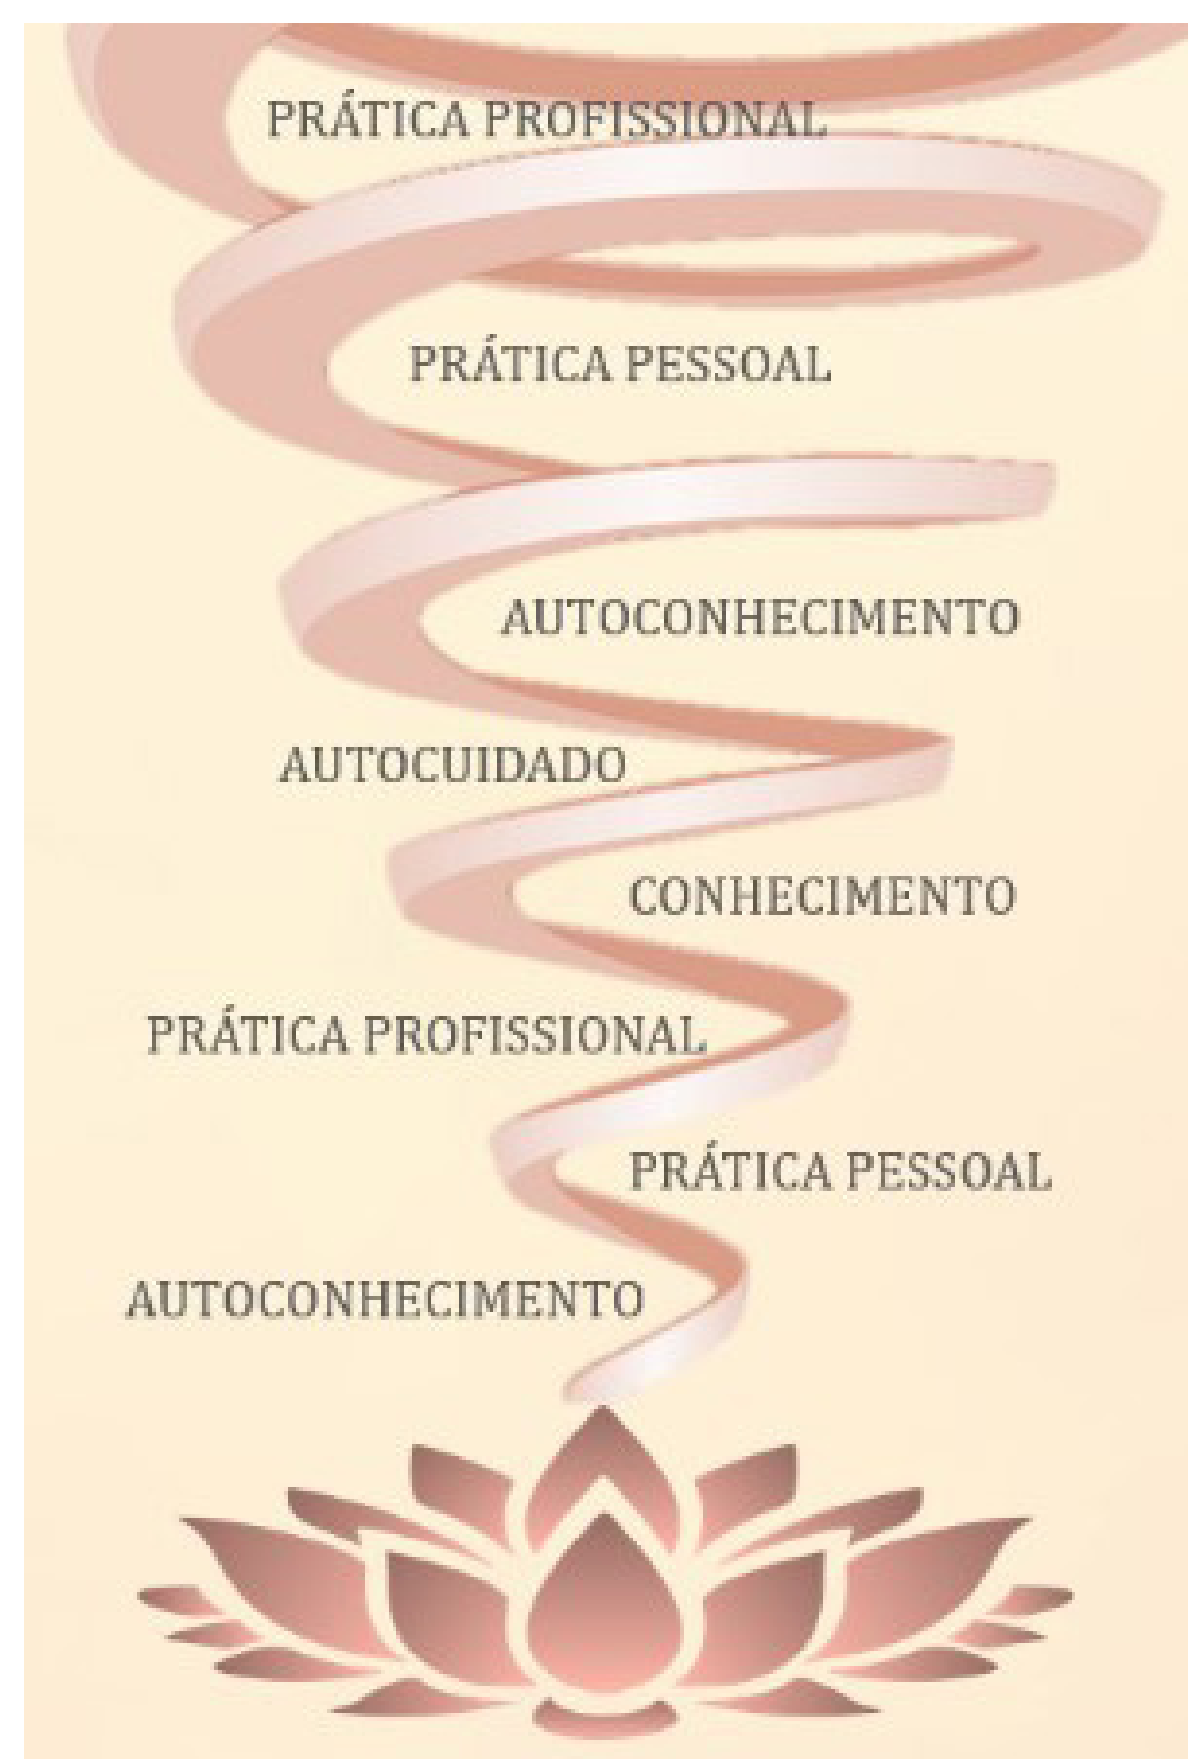 PRÁTICA PROFISSIONAL
PRÁTICA PESSOAL
AUTOCONHECIMENTO
AUTOCUIDADO
CONHECIMENTO
PRÁTICA PROFISSIONAL
PRÁTICA PESSOAL
AUTOCONHECIMENTO